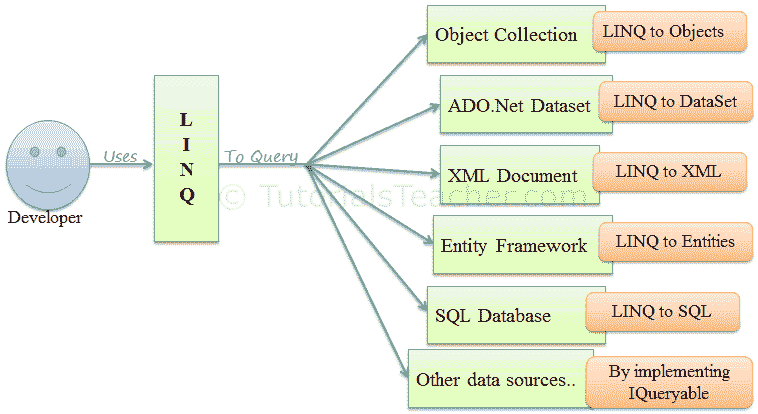 Object Collection
LINQ to Objects
ADO.Net Dataset
LINQ to DataSet
L
I
N
Q
Uses
To Query
XML Document
LINQ to XML
© TutorialsTeacher.com
Developer
Entity Framework
LINQ to Entities
SQL Database
LINQ to SQL
Other data sources..
By implementing
IQueryable